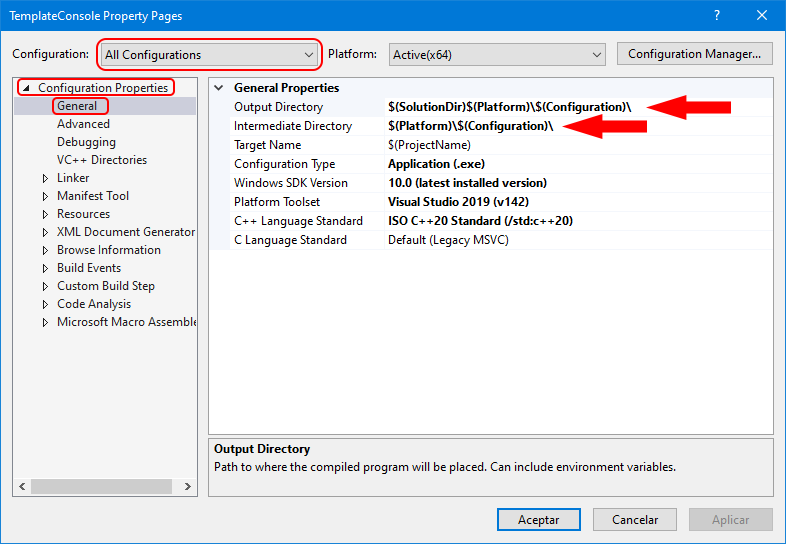 TemplateConsole Property Pages
? ×
Configuration: All Configurations Platform: Active(x64) Configuration Manager...
Configuration Properties
General
Advanced
Debugging
VC++ Directories
Linker
Manifest Tool
Resources
XML Document Generator
Browse Information
Build Events
Custom Build Step
Code Analysis
Microsoft Macro Assemble
General Properties
Output Directory $(SolutionDir)$(Platform)\$(Configuration)\
Intermediate Directory $(Platform)\$(Configuration)\
Target Name $(ProjectName)
Configuration Type Application (.exe)
Windows SDK Version 10.0 (latest installed version)
Platform Toolset Visual Studio 2019 (v142)
C++ Language Standard ISO C++20 Standard (/std:c++20)
C Language Standard Default (Legacy MSVC)
Output Directory
Path to where the compiled program will be placed. Can include environment variables.
Aceptar Cancelar Aplicar